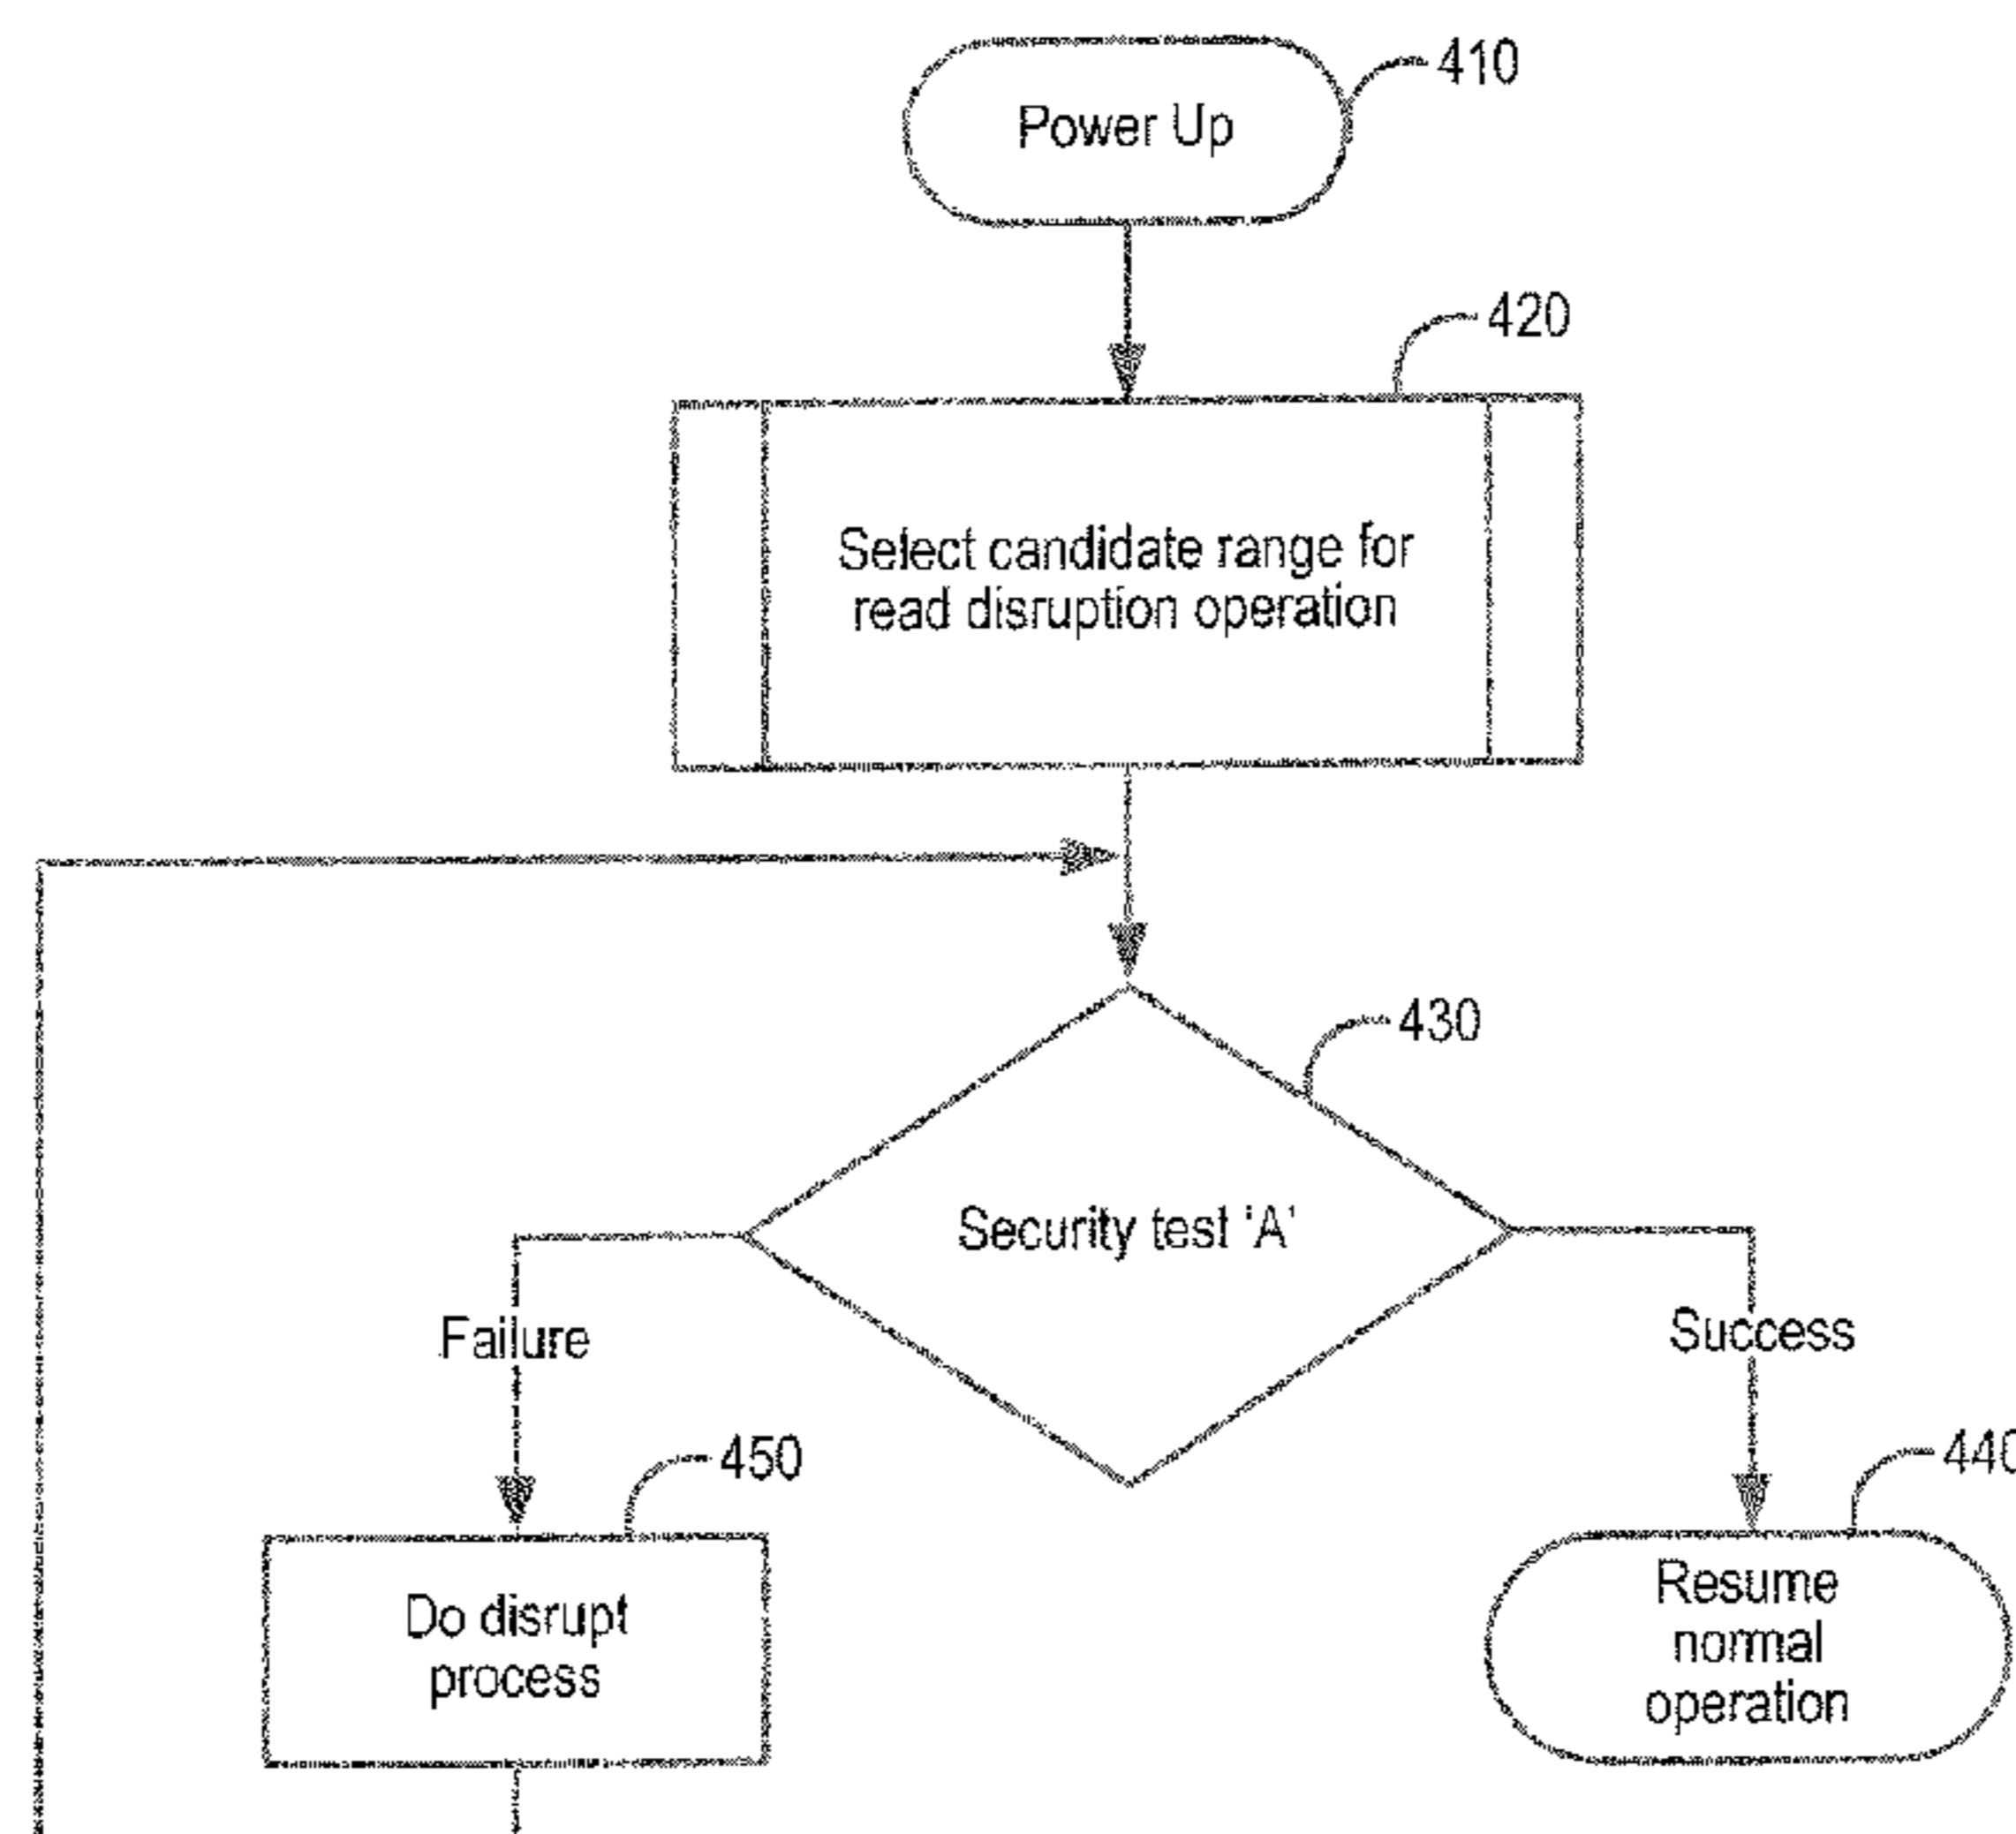 410
Power Up
420
Select candidate range for
read disruption operation
430
Security test 'A'
Failure
Success
450
440
Do disrupt
process
Resume
normal
operation